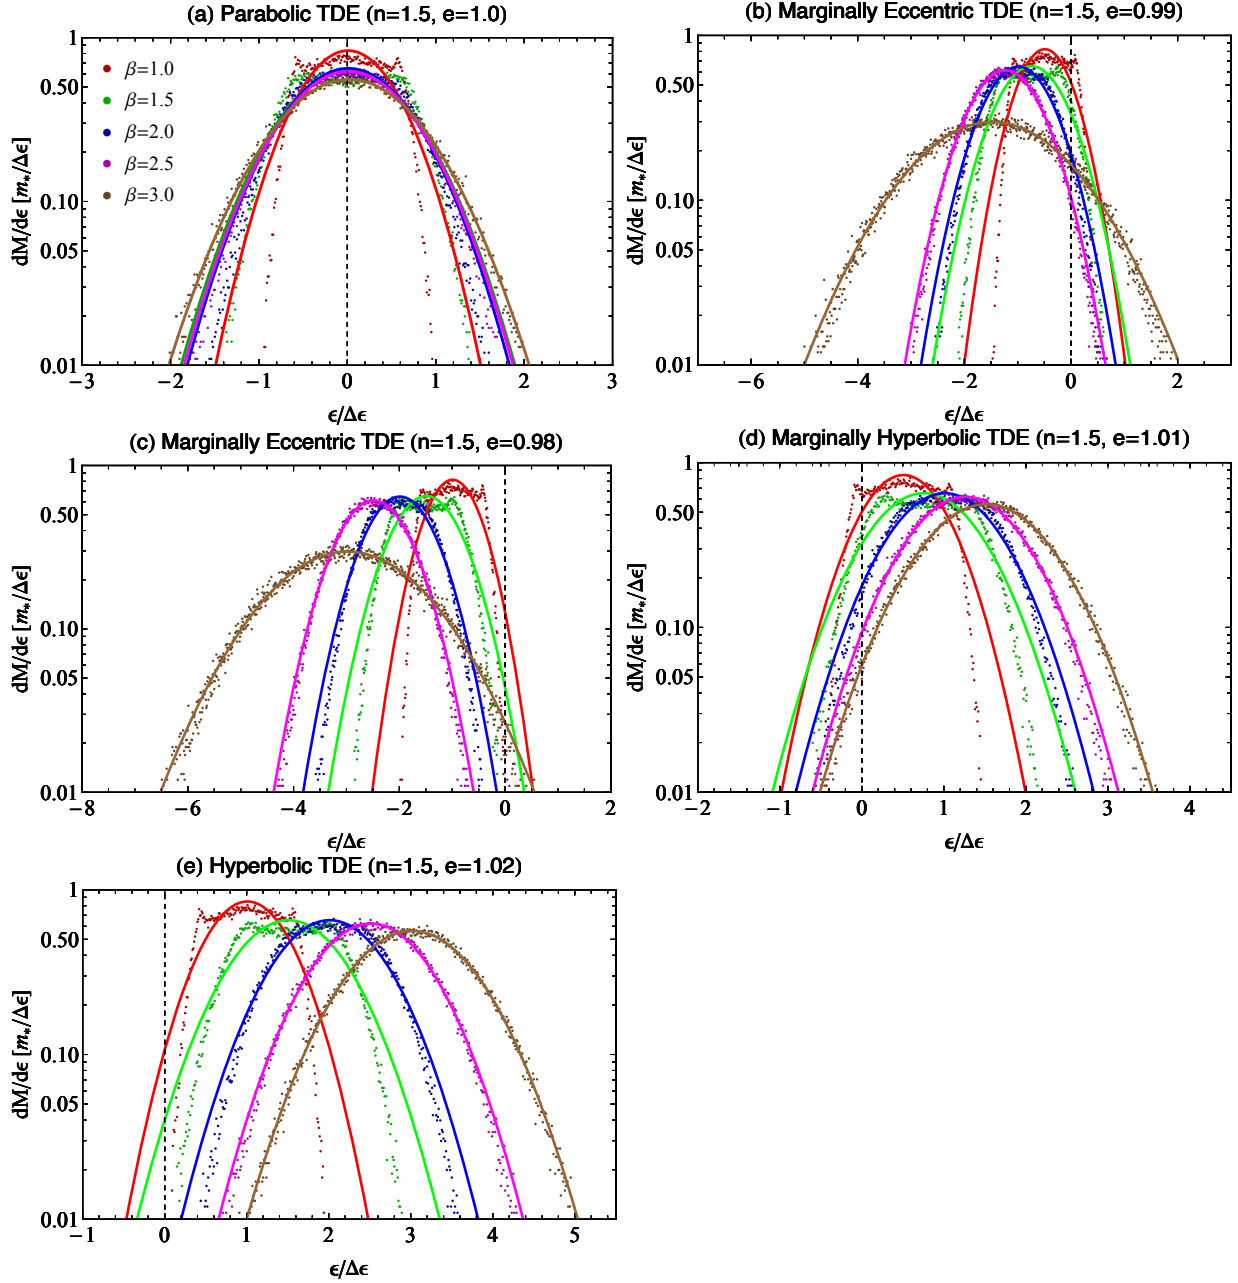 (a) Parabolic TDE (n=1.5, e=1.0)
1
0.50
0.10
0.05
0.01
dM/dϵ [m*/Δϵ]
β=1.0
β=1.5
β=2.0
β=2.5
β=3.0
−3 −2 −1 0 1 2 3
ϵ/Δϵ
(b) Marginally Eccentric TDE (n=1.5, e=0.99)
1
0.50
0.10
0.05
0.01
dM/dϵ [m*/Δϵ]
−6 −4 −2 0 2
ϵ/Δϵ
(c) Marginally Eccentric TDE (n=1.5, e=0.98)
1
0.50
0.10
0.05
0.01
dM/dϵ [m*/Δϵ]
−8 −6 −4 −2 0 2
ϵ/Δϵ
(d) Marginally Hyperbolic TDE (n=1.5, e=1.01)
1
0.50
0.10
0.05
0.01
dM/dϵ [m*/Δϵ]
−2 −1 0 1 2 3 4
ϵ/Δϵ
(e) Hyperbolic TDE (n=1.5, e=1.02)
1
0.50
0.10
0.05
0.01
dM/dϵ [m*/Δϵ]
−1 0 1 2 3 4 5
ϵ/Δϵ